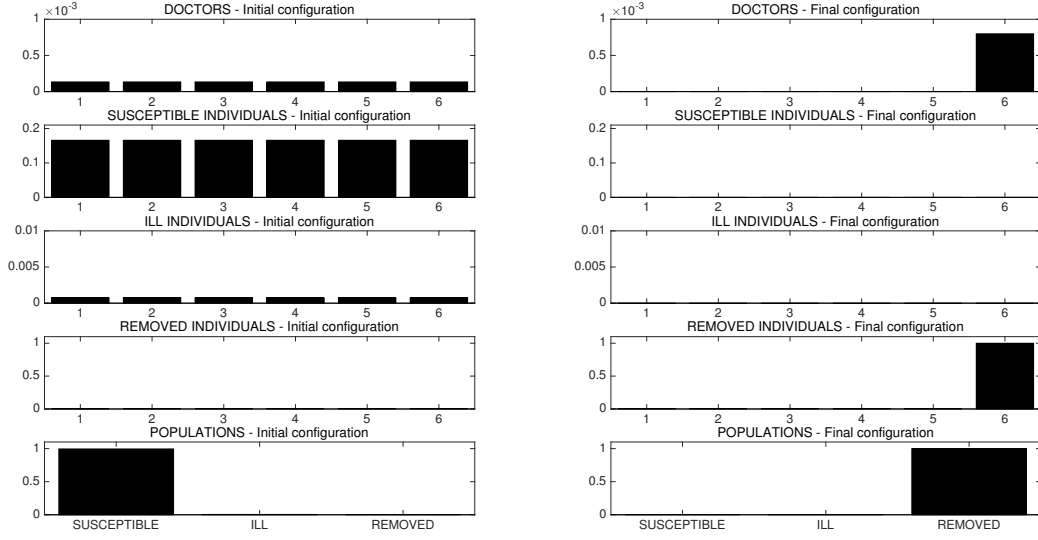 ×10⁻³ DOCTORS - Initial configuration
1
0.5
0
1 2 3 4 5 6
SUSCEPTIBLE INDIVIDUALS - Initial configuration
0.2
0.1
0
1 2 3 4 5 6
ILL INDIVIDUALS - Initial configuration
0.01
0.005
0
1 2 3 4 5 6
REMOVED INDIVIDUALS - Initial configuration
1
0.5
0
1 2 3 4 5 6
POPULATIONS - Initial configuration
1
0.5
0
SUSCEPTIBLE ILL REMOVED
×10⁻³ DOCTORS - Final configuration
1
0.5
0
1 2 3 4 5 6
SUSCEPTIBLE INDIVIDUALS - Final configuration
0.2
0.1
0
1 2 3 4 5 6
ILL INDIVIDUALS - Final configuration
0.01
0.005
0
1 2 3 4 5 6
REMOVED INDIVIDUALS - Final configuration
1
0.5
0
1 2 3 4 5 6
POPULATIONS - Final configuration
1
0.5
0
SUSCEPTIBLE ILL REMOVED